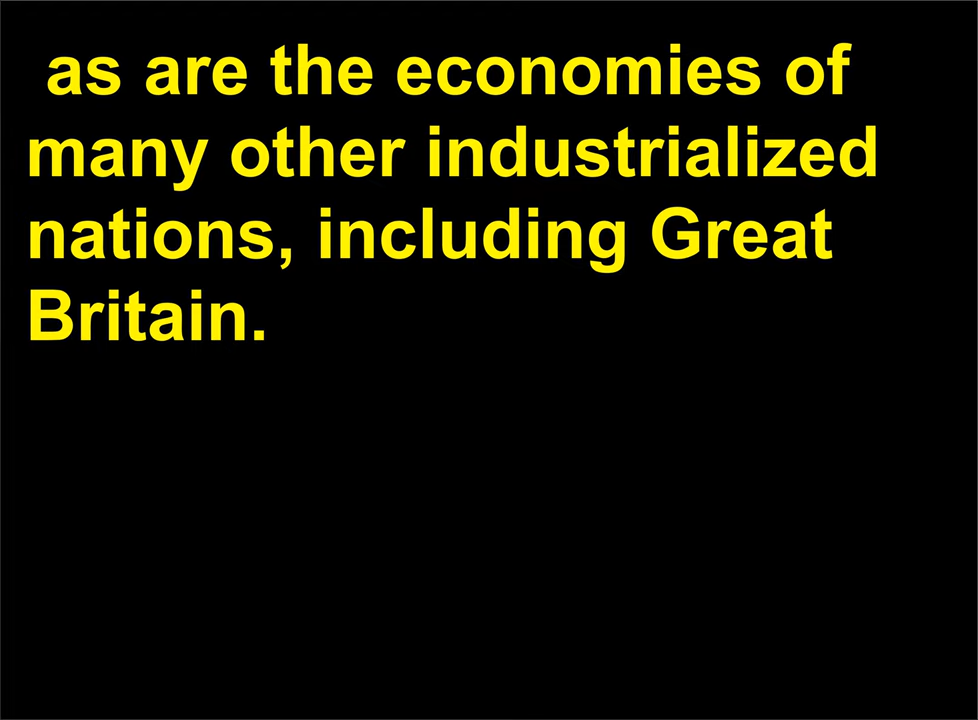 as are the economies of
many other industrialized
nations, including Great
Britain.